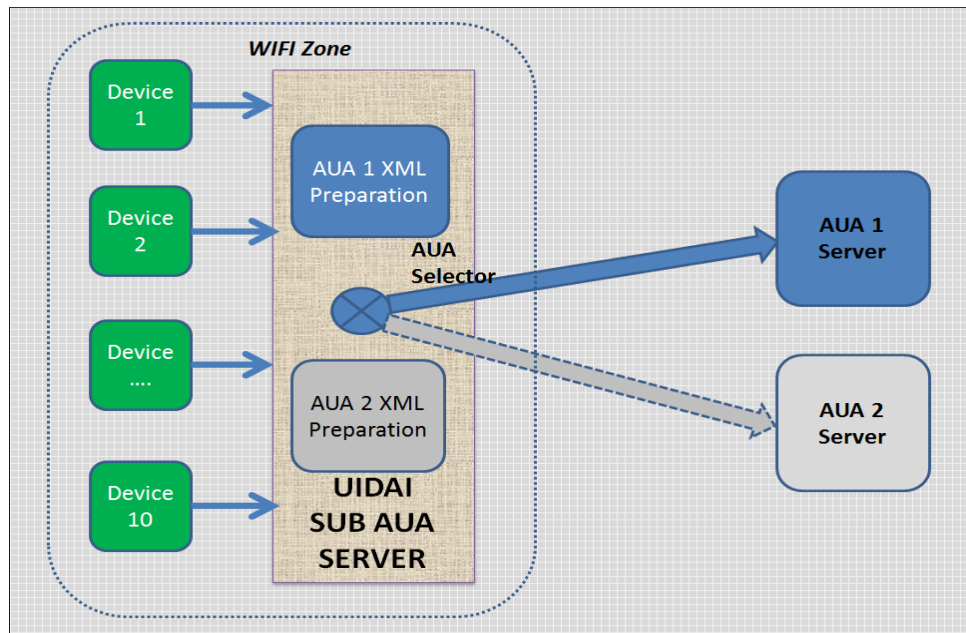 WIFI Zone
Device
1
AUA 1 XML
Preparation
Device
2
AUA
Selector
AUA 1
Server
Device
....
AUA 2 XML
Preparation
AUA 2
Server
Device
10
UIDAI
SUB AUA
SERVER